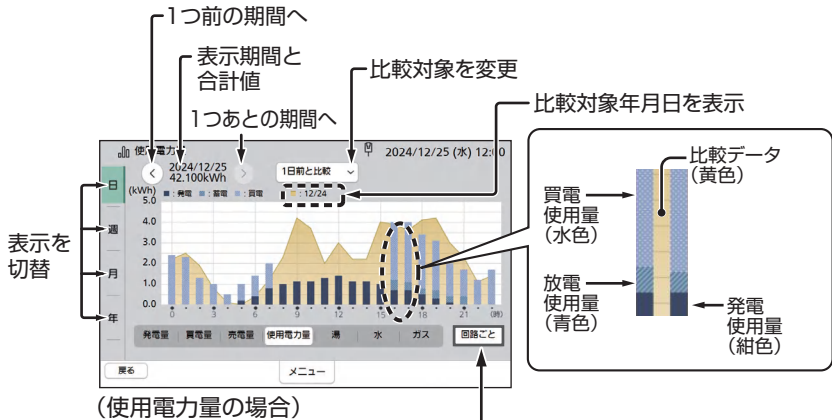 1つ前の期間へ
表示期間と
合計値
比較対象を変更
1つあとの期間へ
比較対象年月日を表示
使用電力
2024/12/25 (水) 12:00
2024/12/25
42.100kWh
1日前と比較
(kWh)
:発電 :蓄電 :買電
:12/24
日
週
月
年
表示を
切替
5.0
4.0
3.0
2.0
1.0
0.0
0 3 6 9 12 15 18 21 (時)
発電量 買電量 売電量 使用電力量 湯 水 ガス 回路ごと
戻る メニュー
比較データ
(黄色)
買電
使用量
(水色)
放電
使用量
(青色)
発電
使用量
(紺色)
(使用電力量の場合)